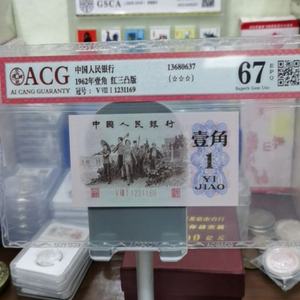 GSCA
ACG
AI CANG GUARANTY
中国人民银行
1962年壹角 红三凸版
冠号： V VIII I 1231169
13680637
(☆☆☆)
67 EPQ
Superb Gem Unc
中国人民银行
壹角
1
YI
JIAO
V VIII I 1231169